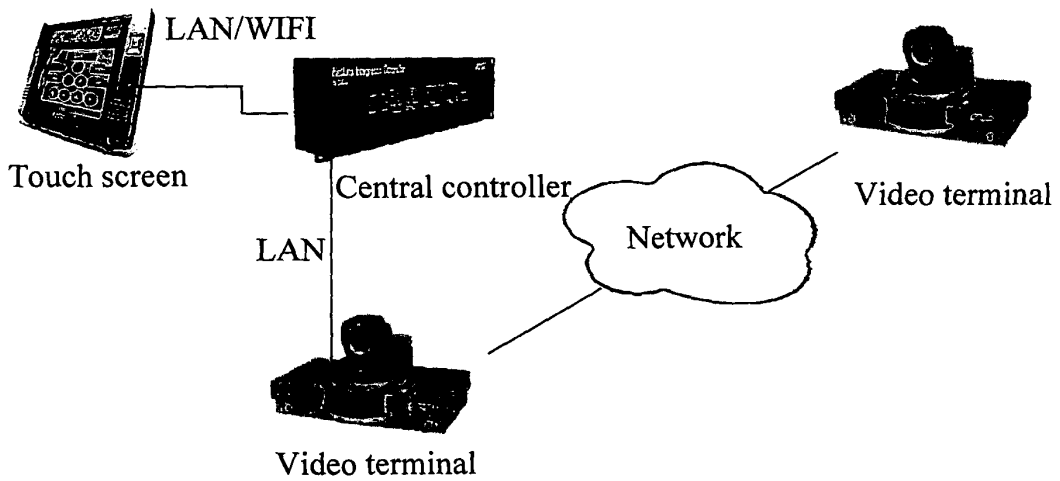 LAN/WIFI
Touch screen
Central controller
Video terminal
Network
LAN
Video terminal